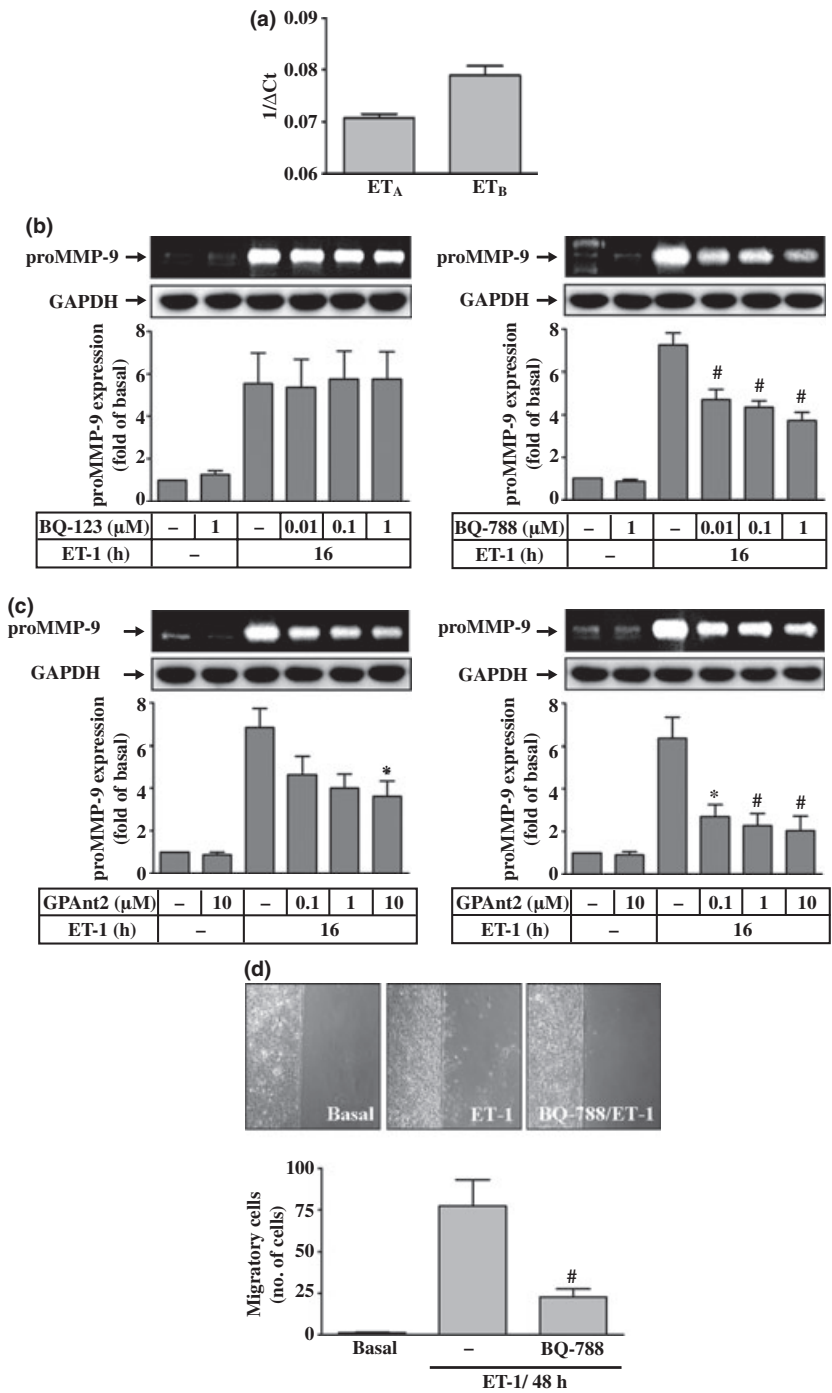 (a)
0.09
0.08
0.07
0.06
1/ΔCt
ETA
ETB
(b)
proMMP-9
GAPDH
8
6
4
2
0
proMMP-9 expression
(fold of basal)
BQ-123 (μM) – 1 – 0.01 0.1 1
ET-1 (h) – 16
proMMP-9
GAPDH
8
6
4
2
0
proMMP-9 expression
(fold of basal)
# # #
BQ-788 (μM) – 1 – 0.01 0.1 1
ET-1 (h) – 16
(c)
proMMP-9
GAPDH
8
6
4
2
0
proMMP-9 expression
(fold of basal)
*
GPAnt2 (μM) – 10 – 0.1 1 10
ET-1 (h) – 16
proMMP-9
GAPDH
8
6
4
2
0
proMMP-9 expression
(fold of basal)
* # #
GPAnt2 (μM) – 10 – 0.1 1 10
ET-1 (h) – 16
(d)
Basal
ET-1
BQ-788/ET-1
100
75
50
25
0
Migratory cells
(no. of cells)
#
Basal – BQ-788
ET-1/ 48 h